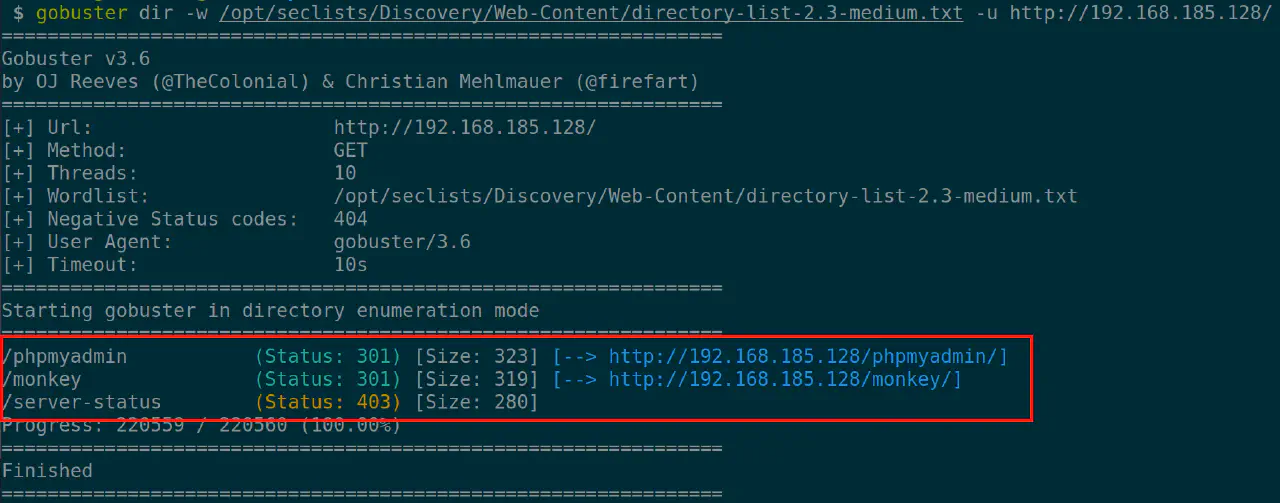 $ gobuster dir -w /opt/seclists/Discovery/Web-Content/directory-list-2.3-medium.txt -u http://192.168.185.128/
===============================================================
Gobuster v3.6
by OJ Reeves (@TheColonial) & Christian Mehlmauer (@firefart)
===============================================================
[+] Url:                     http://192.168.185.128/
[+] Method:                  GET
[+] Threads:                 10
[+] Wordlist:                /opt/seclists/Discovery/Web-Content/directory-list-2.3-medium.txt
[+] Negative Status codes:   404
[+] User Agent:              gobuster/3.6
[+] Timeout:                 10s
===============================================================
Starting gobuster in directory enumeration mode
===============================================================
/phpmyadmin           (Status: 301) [Size: 323] [--> http://192.168.185.128/phpmyadmin/]
/monkey               (Status: 301) [Size: 319] [--> http://192.168.185.128/monkey/]
/server-status        (Status: 403) [Size: 280]
Progress: 220559 / 220560 (100.00%)
===============================================================
Finished
===============================================================